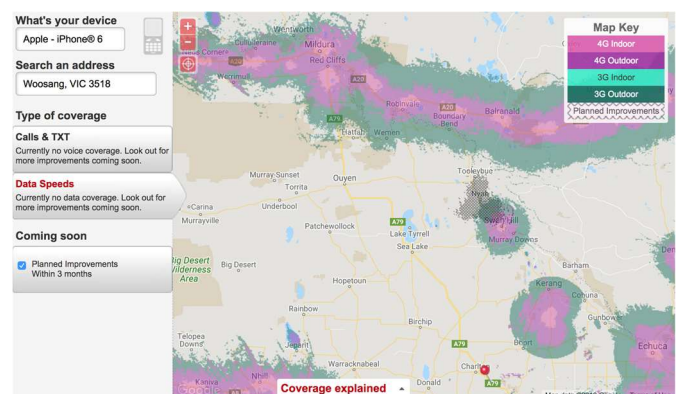 What's your device
Apple - iPhone® 6
Search an address
Woosang, VIC 3518
Type of coverage
Calls & TXT
Currently no voice coverage. Look out for
more improvements coming soon.
Data Speeds
Currently no data coverage. Look out for
more improvements coming soon.
Coming soon
Planned Improvements
Within 3 months
+
-
Map Key
4G Indoor
4G Outdoor
3G Indoor
3G Outdoor
Planned Improvements
Wentworth
Cullulleraine
Mildura
Corners
A20
Red Cliffs
Werrimull
A20
Robinvale
A20
Boundary
Bend
Balranald
A79
Hattah
Wemen
Murray-Sunset
Ouyen
Torrita
Tooleybuc
Nyah
Carina
Underbool
Murrayville
Patchewollock
A79
Lake Tyrrell
Swan Hill
Murray Downs
Sea Lake
Big Desert
Wilderness
Area
Big Desert
Barham
Hopetoun
Kerang
Cohuna
Rainbow
Birchip
Gunbower
Telopea
Downs
Jeparit
A79
Boort
Echuca
Warracknabeal
Charlton
Kaniva
Nhill
Donald
A79
Coverage explained